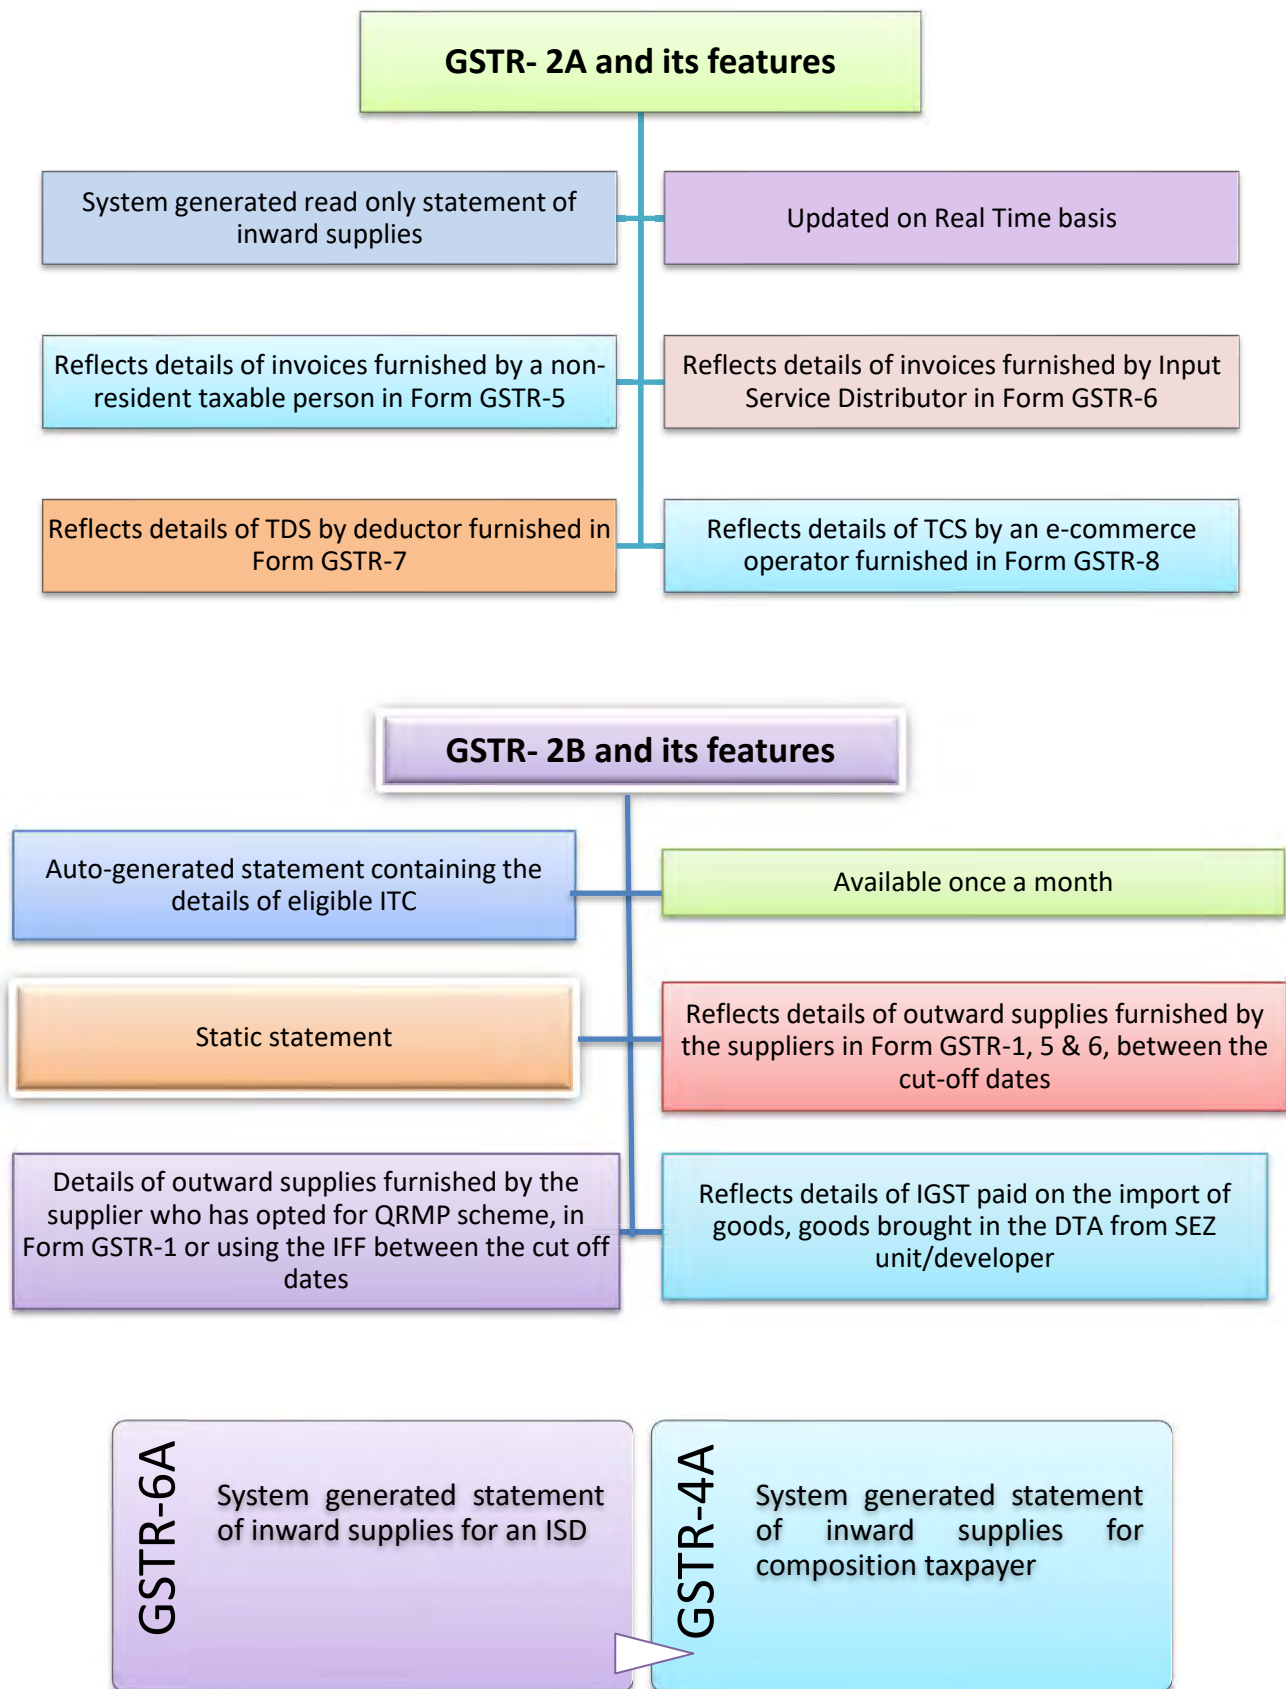 GSTR- 2A and its features
System generated read only statement of
inward supplies
Updated on Real Time basis
Reflects details of invoices furnished by a non-
resident taxable person in Form GSTR-5
Reflects details of invoices furnished by Input
Service Distributor in Form GSTR-6
Reflects details of TDS by deductor furnished in
Form GSTR-7
Reflects details of TCS by an e-commerce
operator furnished in Form GSTR-8
GSTR- 2B and its features
Auto-generated statement containing the
details of eligible ITC
Available once a month
Static statement
Reflects details of outward supplies furnished by
the suppliers in Form GSTR-1, 5 & 6, between the
cut-off dates
Details of outward supplies furnished by the
supplier who has opted for QRMP scheme, in
Form GSTR-1 or using the IFF between the cut off
dates
Reflects details of IGST paid on the import of
goods, goods brought in the DTA from SEZ
unit/developer
GSTR-6A
System generated statement
of inward supplies for an ISD
GSTR-4A
System generated statement
of inward supplies for
composition taxpayer